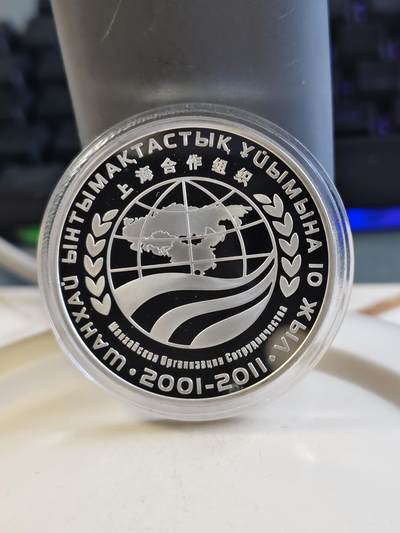 ШАНХАЙ ЫНТЫМАҚТАСТЫҚ ҰЙЫМЫНА 10 ЖЫЛ
上海合作组织
Шанхайская Организация Сотрудничества
• 2001-2011 •